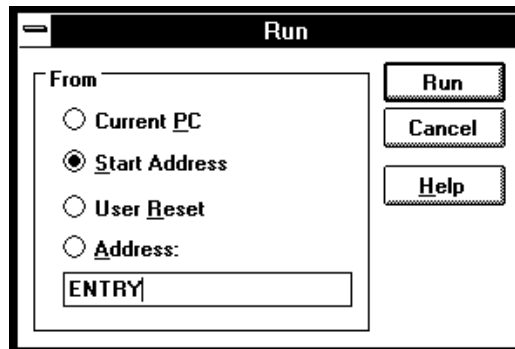 Run
From
Current PC
Start Address
User Reset
Address:
ENTRY
Run
Cancel
Help